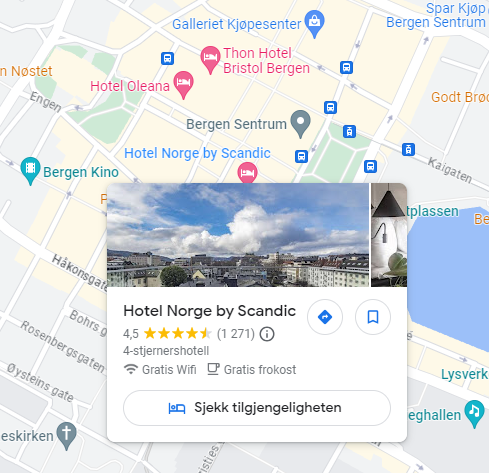 Spar Kjøp
Bergen Sentrum
Galleriet Kjøpesenter
Thon Hotel
Bristol Bergen
n Nøstet
Hotel Oleana
Engen
Godt Brø
Bergen Sentrum
Hotel Norge by Scandic
Kaigaten
Bergen Kino
P
tplassen
Be
Håkonsgaten
Hotel Norge by Scandic
4,5 (1 271)
4-stjernershotell
Gratis Wifi Gratis frokost
Sjekk tilgjengeligheten
Bohrs g
Rosenbergsgaten
Øysteins gate
Lysverk
eghallen
eskirken